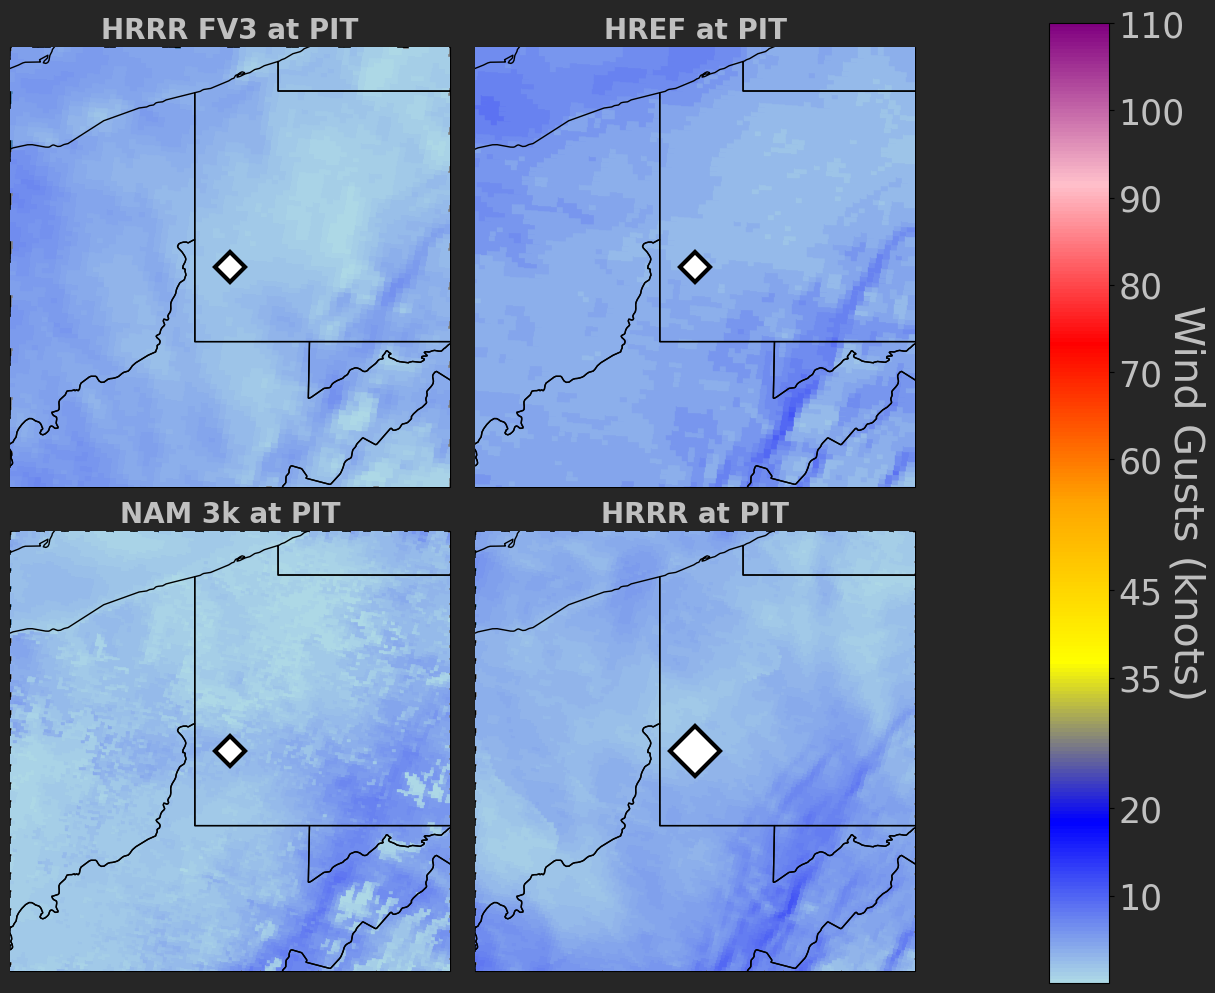 HRRR FV3 at PIT
HREF at PIT
NAM 3k at PIT
HRRR at PIT
110
100
90
80
70
60
45
35
20
10
Wind Gusts (knots)